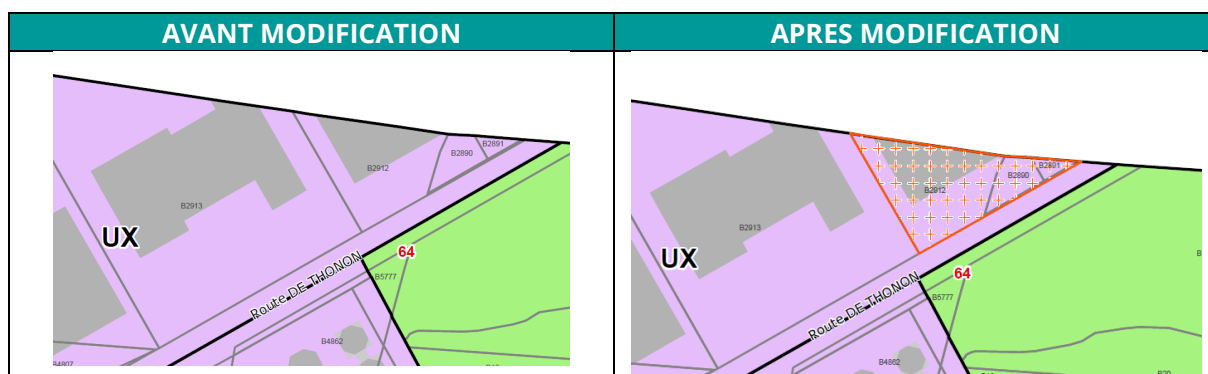 AVANT MODIFICATION
APRES MODIFICATION
B2891
B2890
B2912
B2913
UX
64
Route DE THONON
B5777
B4862
B4807
B2891
B2890
B2912
B2913
UX
64
Route DE THONON
B5777
B4862
B20